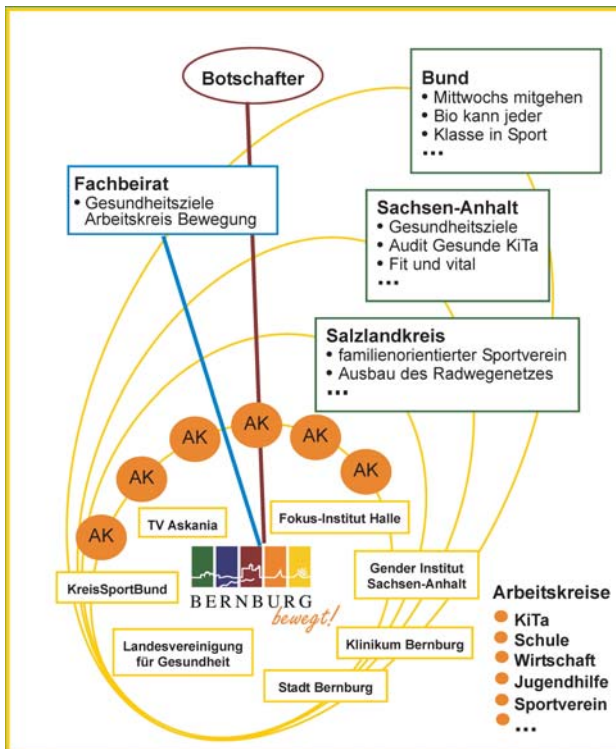 Botschafter
Bund
• Mittwochs mitgehen
• Bio kann jeder
• Klasse in Sport
...
Fachbeirat
• Gesundheitsziele
Arbeitskreis Bewegung
Sachsen-Anhalt
• Gesundheitsziele
• Audit Gesunde KiTa
• Fit und vital
...
Salzlandkreis
• familienorientierter Sportverein
• Ausbau des Radwegenetzes
...
AK
AK
AK
AK
AK
AK
AK
TV Askania
Fokus-Institut Halle
KreisSportBund
BERNBURG
bewegt!
Gender Institut
Sachsen-Anhalt
Landesvereinigung
für Gesundheit
Klinikum Bernburg
Stadt Bernburg
Arbeitskreise
KiTa
Schule
Wirtschaft
Jugendhilfe
Sportverein
...